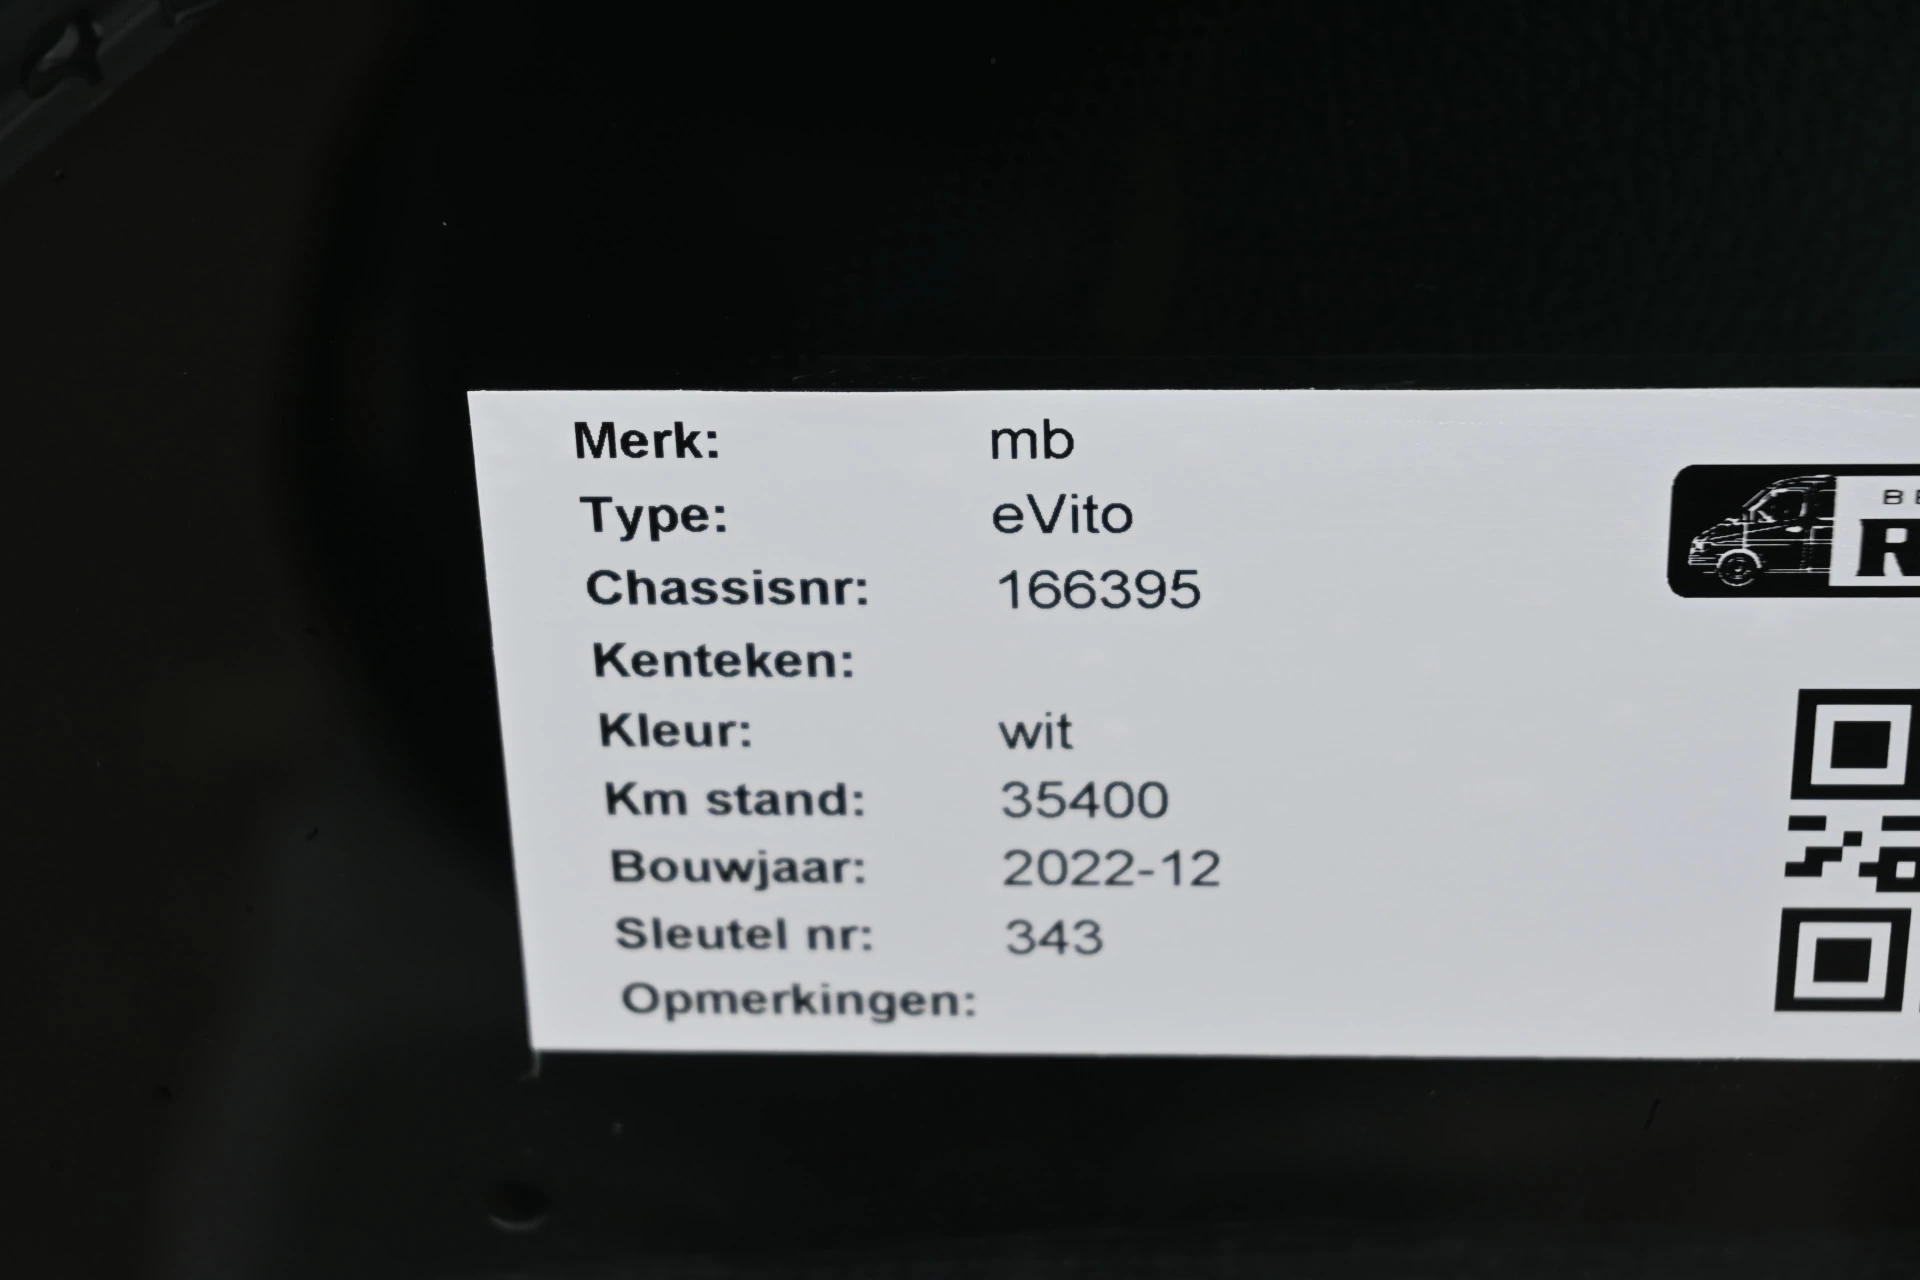 Merk: mb
Type: eVito
Chassisnr: 166395
Kenteken:
Kleur: wit
Km stand: 35400
Bouwjaar: 2022-12
Sleutel nr: 343
Opmerkingen: